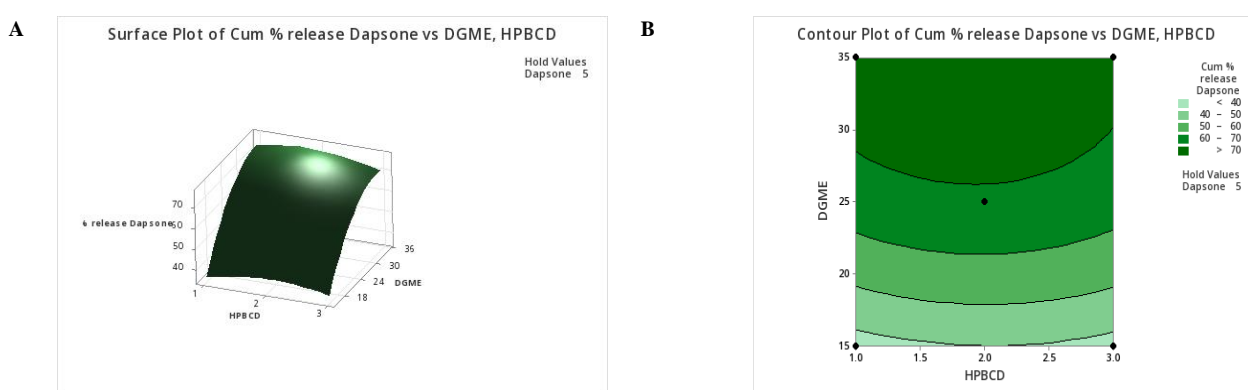 A
Surface Plot of Cum % release Dapsone vs DGME, HPBCD
Hold Values
Dapsone 5
% release Dapsone
70
60
50
40
1
2
3
HPBCD
18
24
30
36
DGME
B
Contour Plot of Cum % release Dapsone vs DGME, HPBCD
35
30
25
20
15
DGME
1.0
1.5
2.0
2.5
3.0
HPBCD
Cum %
release
Dapsone
< 40
40 – 50
50 – 60
60 – 70
> 70
Hold Values
Dapsone 5